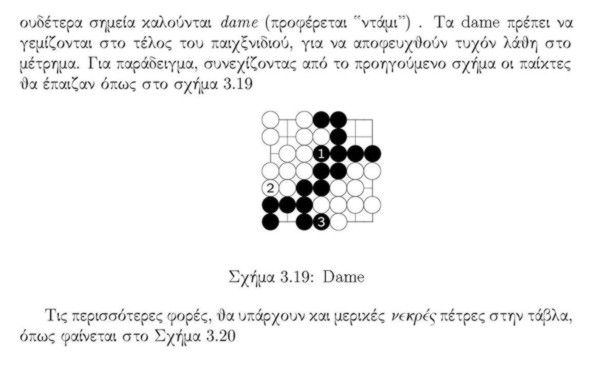 ουδέτερα σημεία καλούνται dame (προφέρεται “ντάμι”) . Τα dame πρέπει να
γεμίζονται στο τέλος του παιχξνιδιού, για να αποφευχθούν τυχόν λάθη στο
μέτρημα. Για παράδειγμα, συνεχίζοντας από το προηγούμενο σχήμα οι παίκτες
θα έπαιζαν όπως στο σχήμα 3.19
1
2
3
Σχήμα 3.19: Dame
Τις περισσότερες φορές, θα υπάρχουν και μερικές νεκρές πέτρες στην τάβλα,
όπως φαίνεται στο Σχήμα 3.20